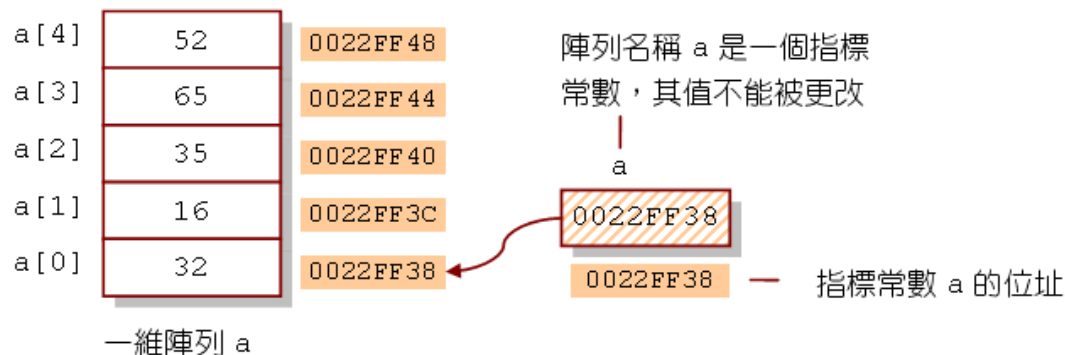 a[4] 52 0022FF48
a[3] 65 0022FF44
a[2] 35 0022FF40
a[1] 16 0022FF3C
a[0] 32 0022FF38
一維陣列 a
陣列名稱 a 是一個指標
常數，其值不能被更改
a
0022FF38
0022FF38 指標常數 a 的位址